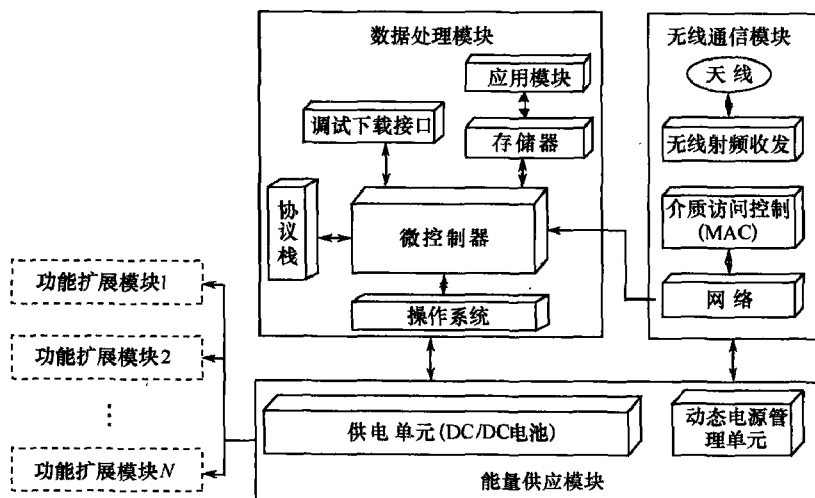 数据处理模块
应用模块
调试下载接口
存储器
协议栈
微控制器
操作系统
无线通信模块
天线
无线射频收发
介质访问控制
(MAC)
网络
功能扩展模块1
功能扩展模块2
⋮
功能扩展模块N
供电单元(DC/DC电池)
动态电源管
理单元
能量供应模块